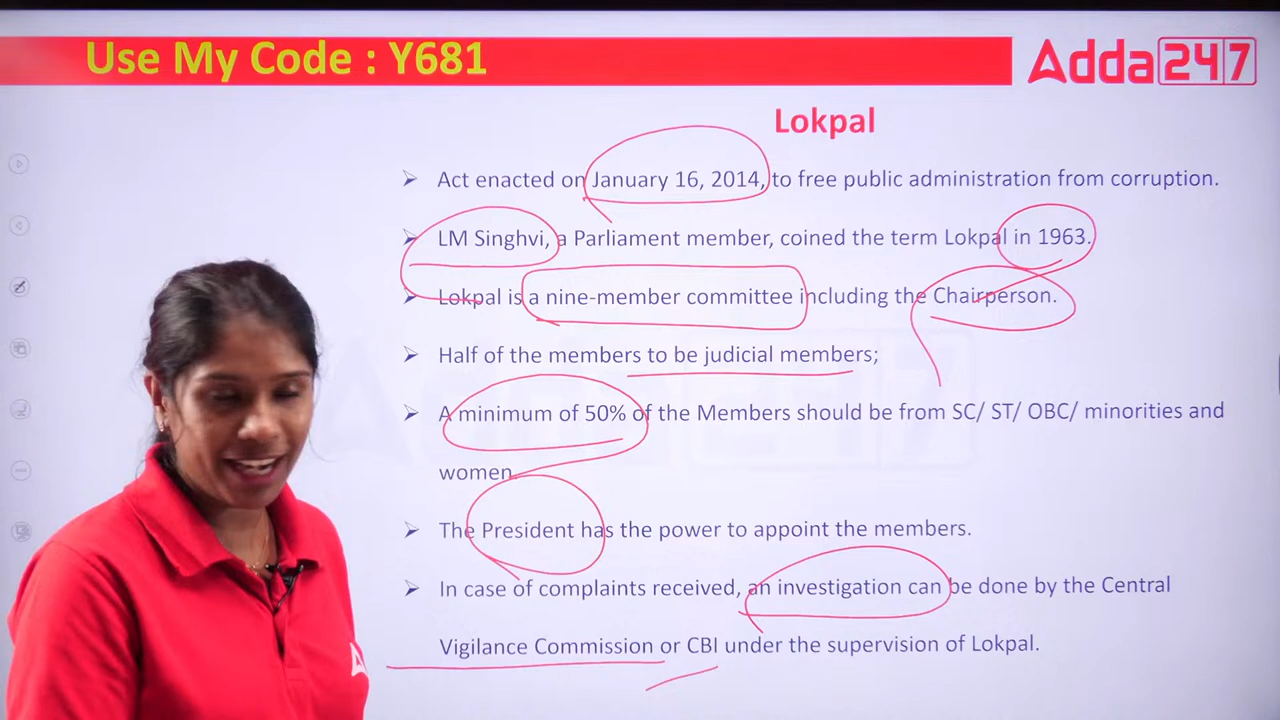 Use My Code : Y681
Adda247
Lokpal
➢ Act enacted on January 16, 2014, to free public administration from corruption.
➢ LM Singhvi, a Parliament member, coined the term Lokpal in 1963.
➢ Lokpal is a nine-member committee including the Chairperson.
➢ Half of the members to be judicial members;
➢ A minimum of 50% of the Members should be from SC/ ST/ OBC/ minorities and
women.
➢ The President has the power to appoint the members.
➢ In case of complaints received, an investigation can be done by the Central
Vigilance Commission or CBI under the supervision of Lokpal.